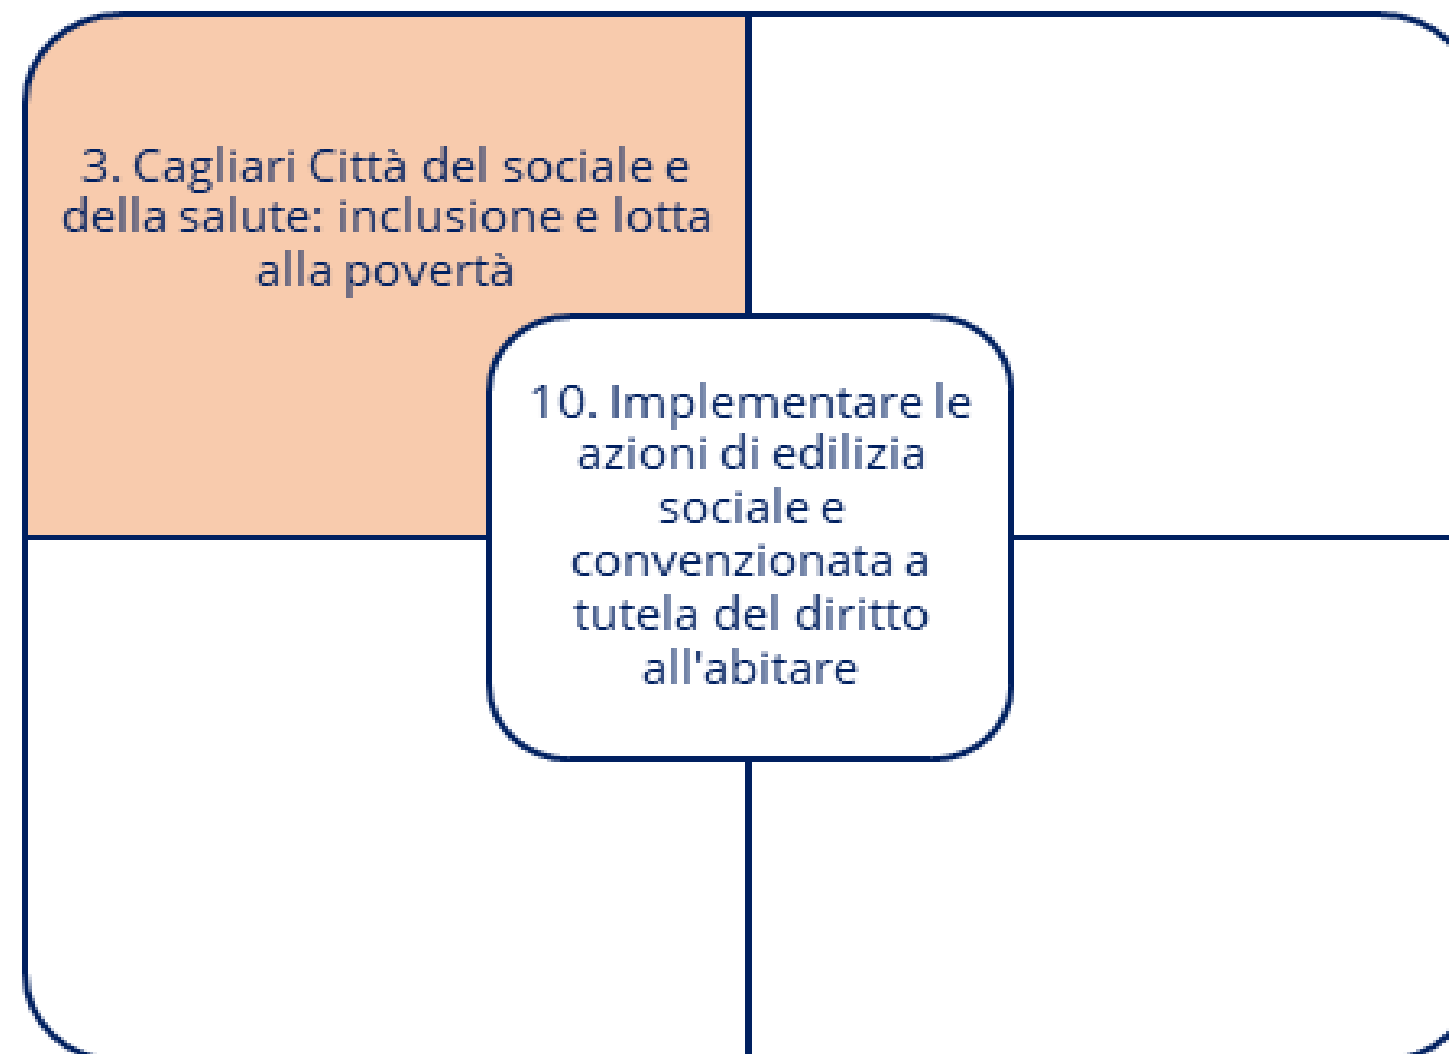 3. Cagliari Città del sociale e
della salute: inclusione e lotta
alla povertà
10. Implementare le
azioni di edilizia
sociale e
convenzionata a
tutela del diritto
all'abitare